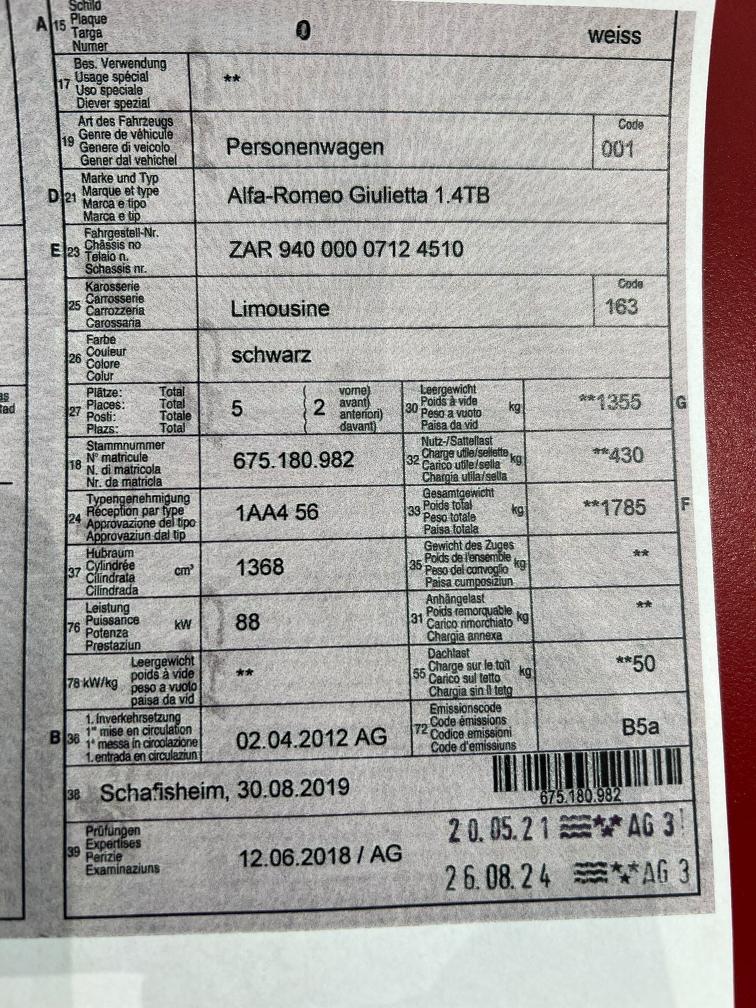 Schild
A 15 Plaque
Targa
Numer
0 weiss
Bes. Verwendung
17 Usage spécial
Uso speciale
Diever spezial
**
Art des Fahrzeugs
19 Genre de véhicule
Genere di veicolo
Gener dal vehichel
Personenwagen
Code
001
Marke und Typ
D 21 Marque et type
Marca e tipo
Marca e tip
Alfa-Romeo Giulietta 1.4TB
Fahrgestell-Nr.
E 23 Châssis no
Telaio n.
Schassis nr.
ZAR 940 000 0712 4510
Karosserie
25 Carrosserie
Carrozzeria
Carossaria
Limousine
Code
163
Farbe
26 Couleur
Colore
Colur
schwarz
Plätze: Total
27 Places: Total
Posti: Totale
Plazs: Total
5 2
vorne)
avant)
anteriori)
davant)
Leergewicht
30 Poids à vide kg
Peso a vuoto
Paisa da vid
**1355 G
Stammnummer
18 N° matricule
N. di matricola
Nr. da matricla
675.180.982
Nutz-/Sattellast
32 Charge utile/sellette kg
Carico utile/sella
Chargia utila/sella
**430
Typengenehmigung
24 Réception par type
Approvazione del tipo
Approvaziun dal tip
1AA4 56
Gesamtgewicht
33 Poids total kg
Peso totale
Paisa totala
**1785 F
Hubraum
37 Cylindrée cm³
Cilindrata
Cilindrada
1368
Gewicht des Zuges
35 Poids de l'ensemble kg
Peso del convoglio
Paisa cumposiziun
**
Leistung
76 Puissance kW
Potenza
Prestaziun
88
Anhängelast
31 Poids remorquable kg
Carico rimorchiato
Chargia annexa
**
Leergewicht
78 kW/kg poids à vide
peso a vuoto
paisa da vid
**
Dachlast
55 Charge sur le toit kg
Carico sul tetto
Chargia sin il tetg
**50
1. Inverkehrsetzung
B 36 1re mise en circulation
1a messa in circolazione
1. entrada en circulaziun
02.04.2012 AG
Emissionscode
72 Code émissions
Codice emissioni
Code d'emissiuns
B5a
38 Schafisheim, 30.08.2019
675.180.982
Prüfungen
39 Expertises
Perizie
Examinaziuns
12.06.2018 / AG
20.05.21 AG 3
26.08.24 AG 3